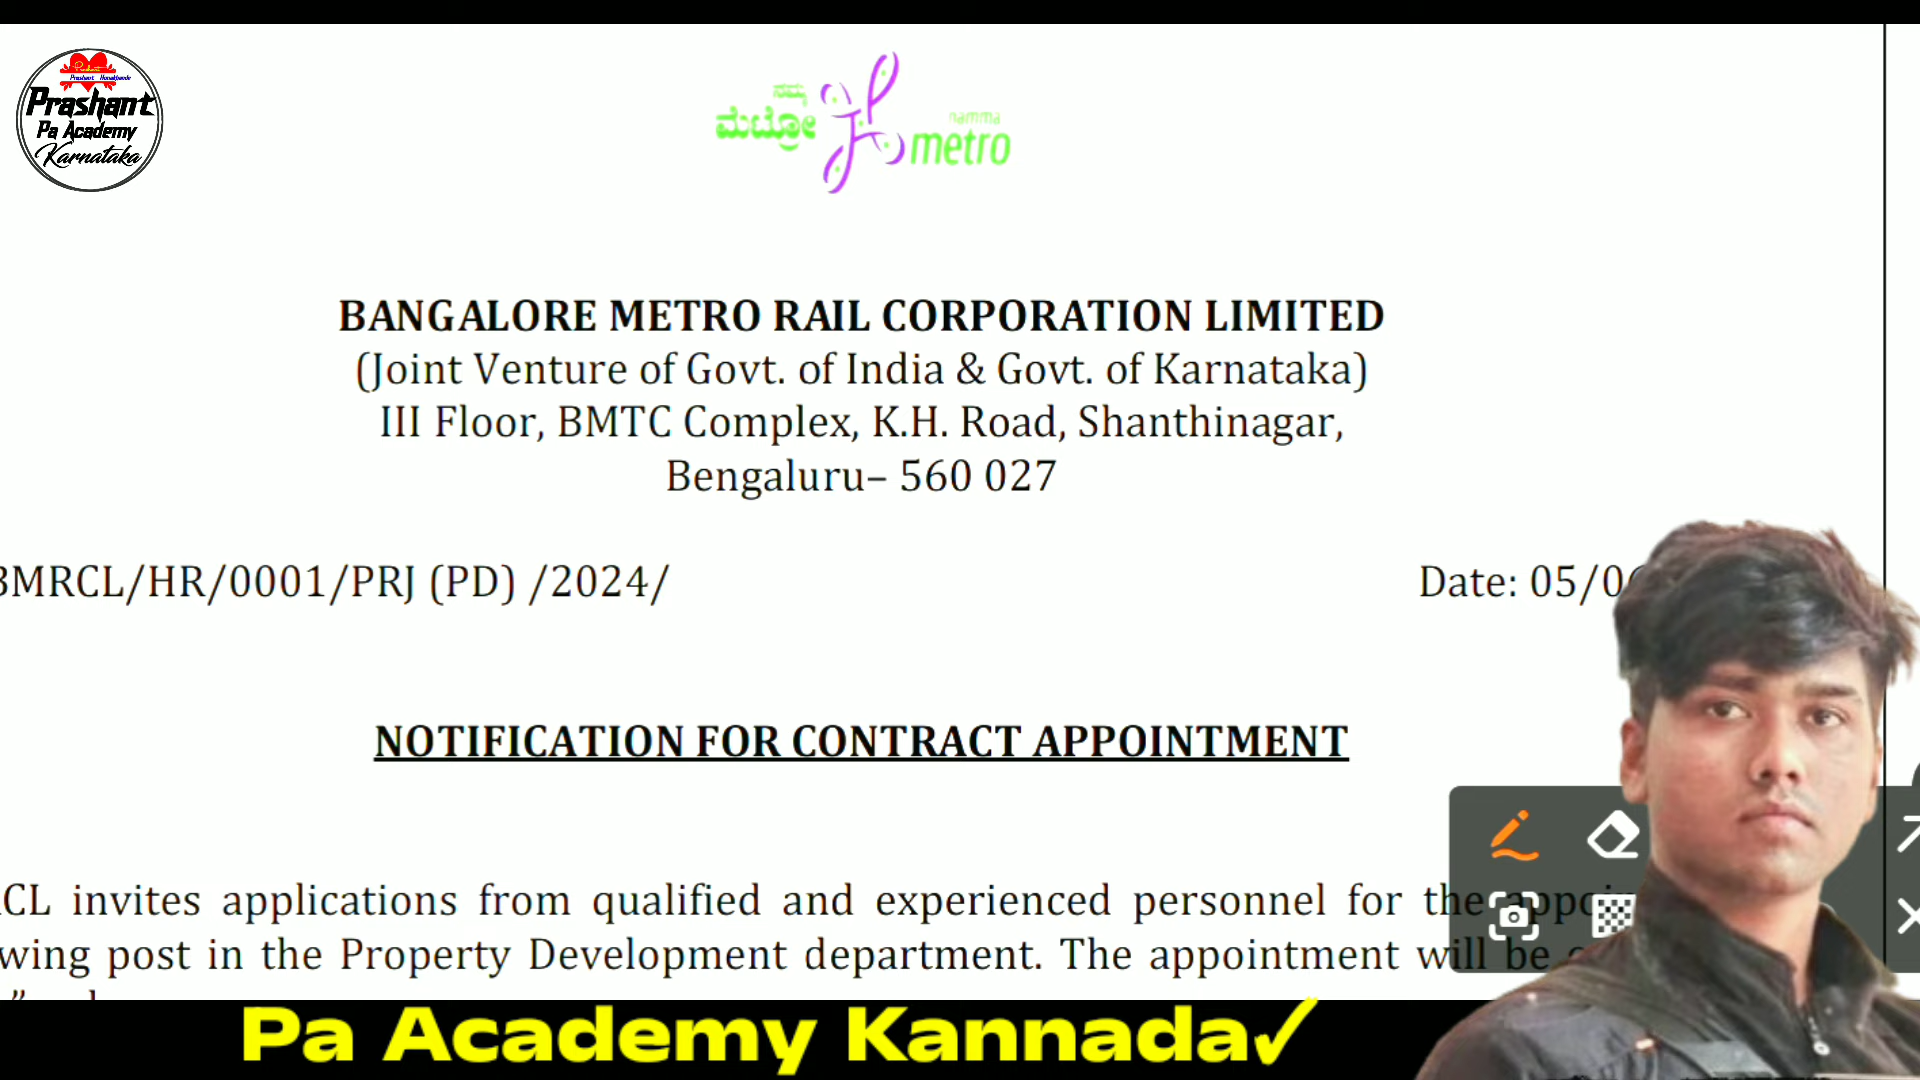 Prashant
Pa Academy
Karnataka
ನಮ್ಮ
ಮೆಟ್ರೋ
namma
metro
BANGALORE METRO RAIL CORPORATION LIMITED
(Joint Venture of Govt. of India & Govt. of Karnataka)
III Floor, BMTC Complex, K.H. Road, Shanthinagar,
Bengaluru– 560 027
BMRCL/HR/0001/PRJ (PD) /2024/
Date: 05/0
NOTIFICATION FOR CONTRACT APPOINTMENT
CL invites applications from qualified and experienced personnel for the appoi
wing post in the Property Development department. The appointment will be
Pa Academy Kannada✓